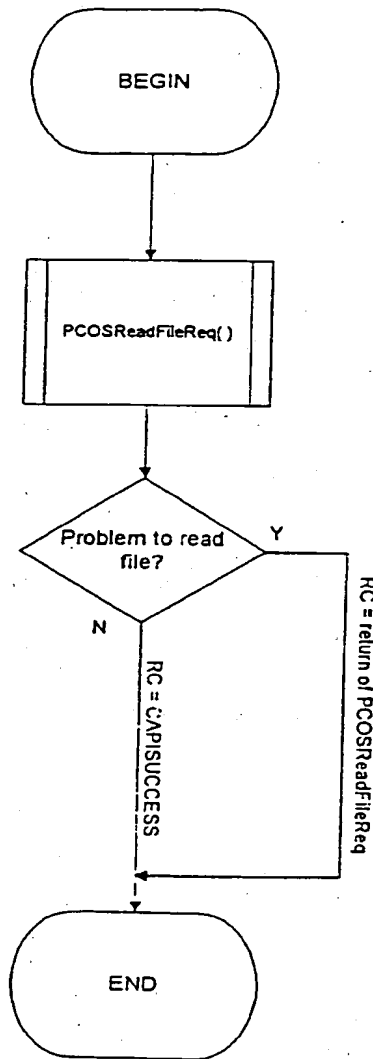 BEGIN
PCOSReadFileReq( )
Problem to read
file?
Y
N
RC = CAPISUCCESS
RC = return of
PCOSReadFileReq
END